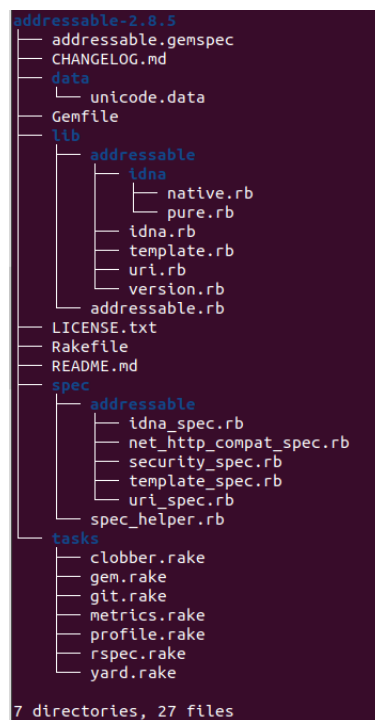 addressable-2.8.5
├── addressable.gemspec
├── CHANGELOG.md
├── data
│   └── unicode.data
├── Gemfile
├── lib
│   ├── addressable
│   │   ├── idna
│   │   │   ├── native.rb
│   │   │   └── pure.rb
│   │   ├── idna.rb
│   │   ├── template.rb
│   │   ├── uri.rb
│   │   └── version.rb
│   └── addressable.rb
├── LICENSE.txt
├── Rakefile
├── README.md
├── spec
│   ├── addressable
│   │   ├── idna_spec.rb
│   │   ├── net_http_compat_spec.rb
│   │   ├── security_spec.rb
│   │   ├── template_spec.rb
│   │   └── uri_spec.rb
│   └── spec_helper.rb
└── tasks
    ├── clobber.rake
    ├── gem.rake
    ├── git.rake
    ├── metrics.rake
    ├── profile.rake
    ├── rspec.rake
    └── yard.rake
7 directories, 27 files